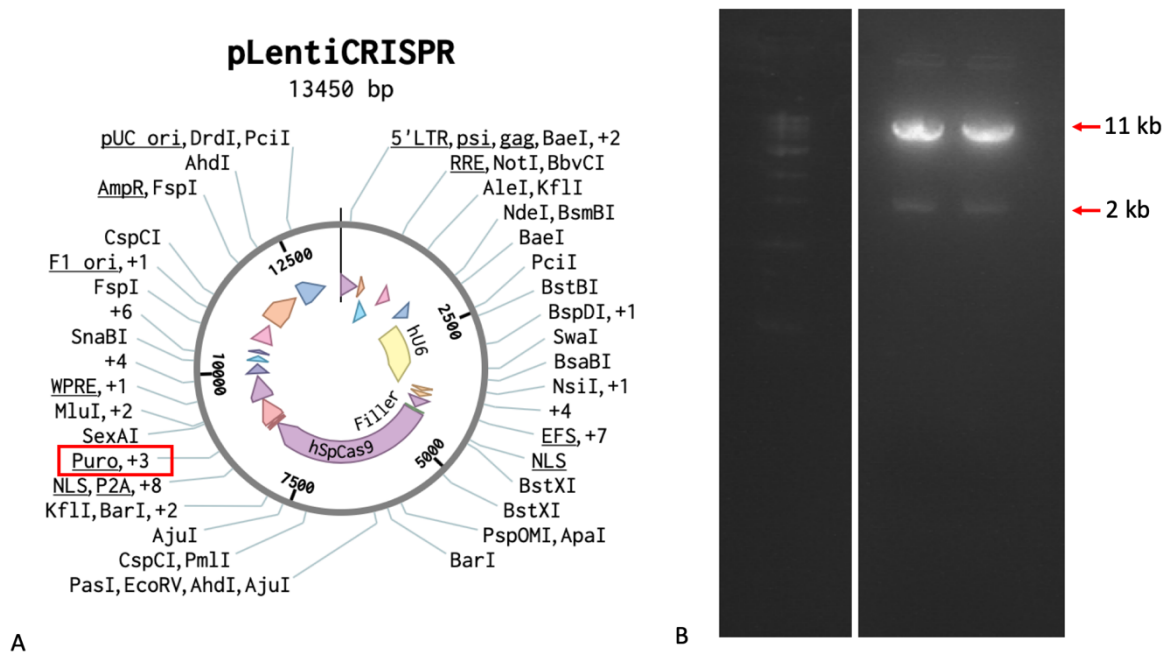 pLentiCRISPR
13450 bp
pUC ori, DrdI, PciI
AhdI
AmpR, FspI
CspCI
F1 ori, +1
FspI
+6
SnaBI
+4
WPRE, +1
MluI, +2
SexAI
Puro, +3
NLS, P2A, +8
KflI, BarI, +2
AjuI
CspCI, PmlI
PasI, EcoRV, AhdI, AjuI
5'LTR, psi, gag, BaeI, +2
RRE, NotI, BbvCI
AleI, KflI
NdeI, BsmBI
BaeI
PciI
BstBI
BspDI, +1
SwaI
BsaBI
NsiI, +1
+4
EFS, +7
NLS
BstXI
BstXI
PspOMI, ApaI
BarI
12500
2500
5000
7500
10000
hU6
Filler
hSpCas9
A
11 kb
2 kb
B